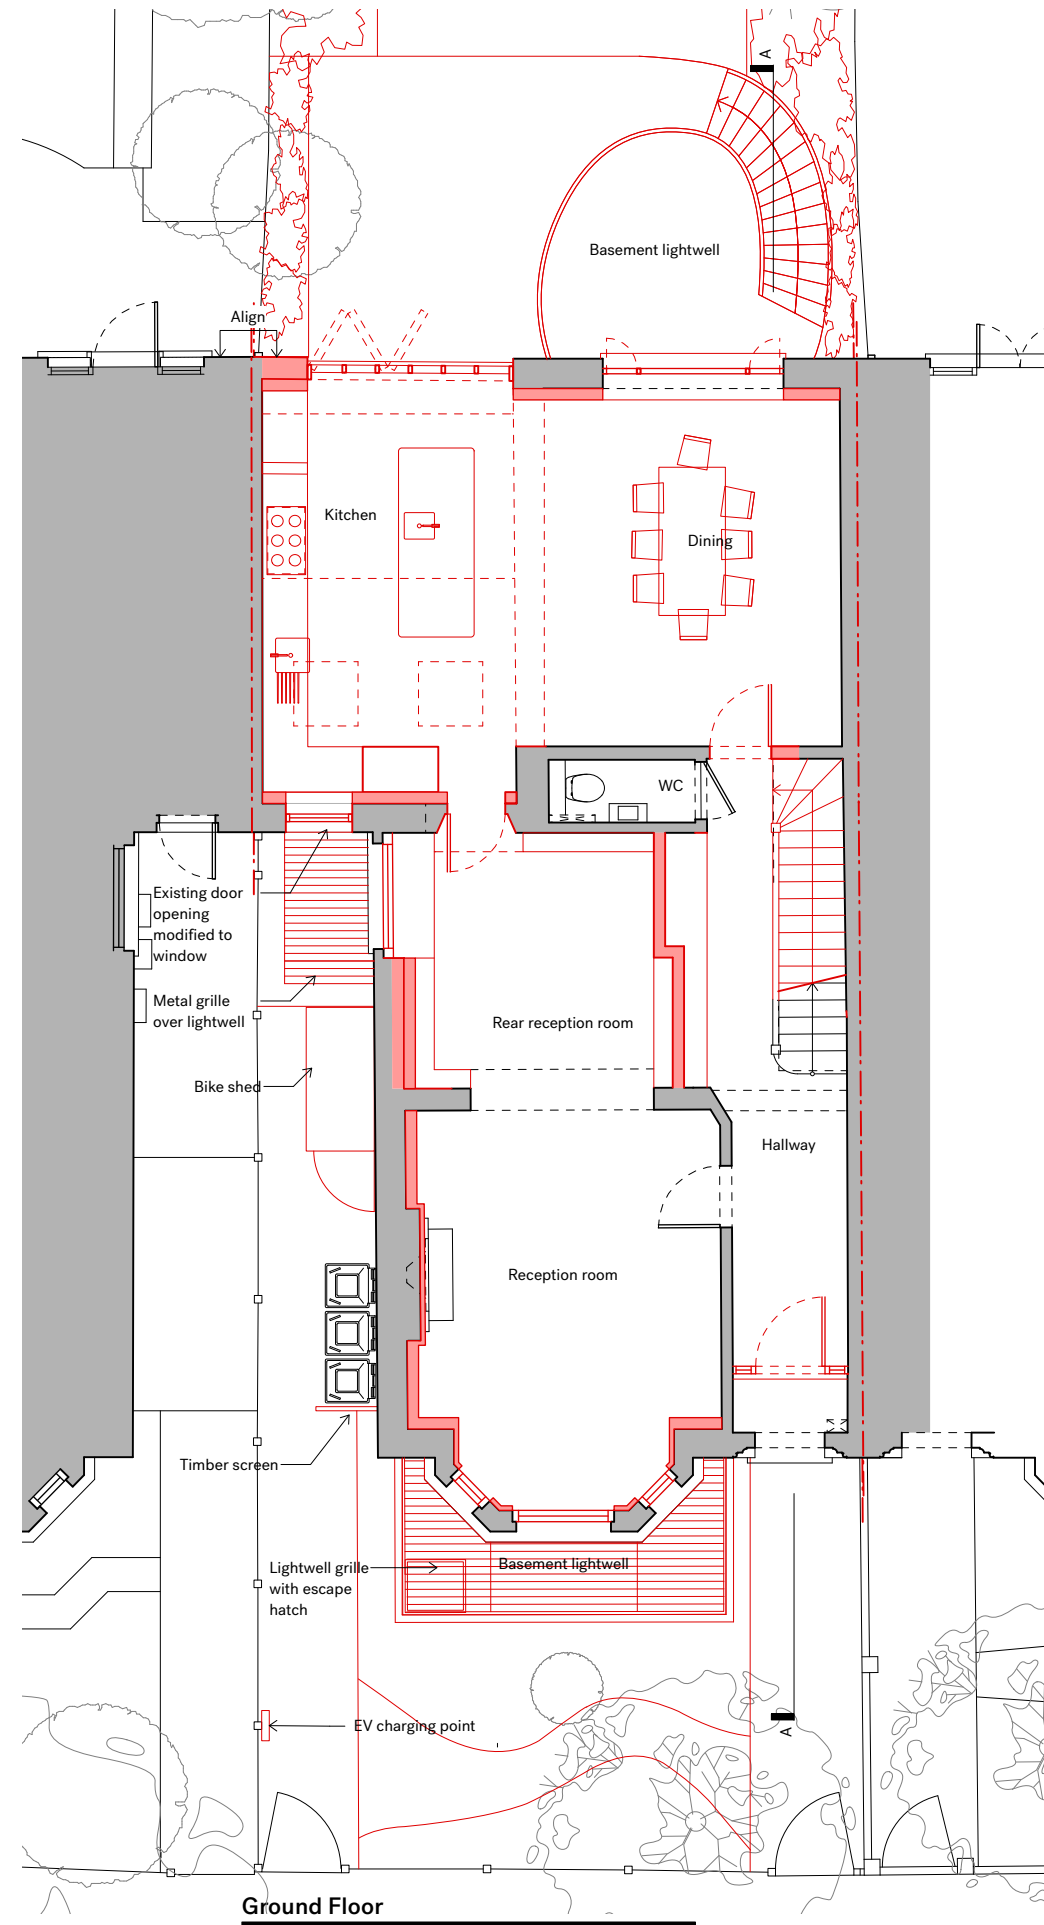 A
Basement lightwell
Align
Kitchen
Dining
WC
Existing door
opening
modified to
window
Metal grille
over lightwell
Rear reception room
Bike shed
Hallway
Reception room
Timber screen
Basement lightwell
Lightwell grille
with escape
hatch
EV charging point
A
Ground Floor